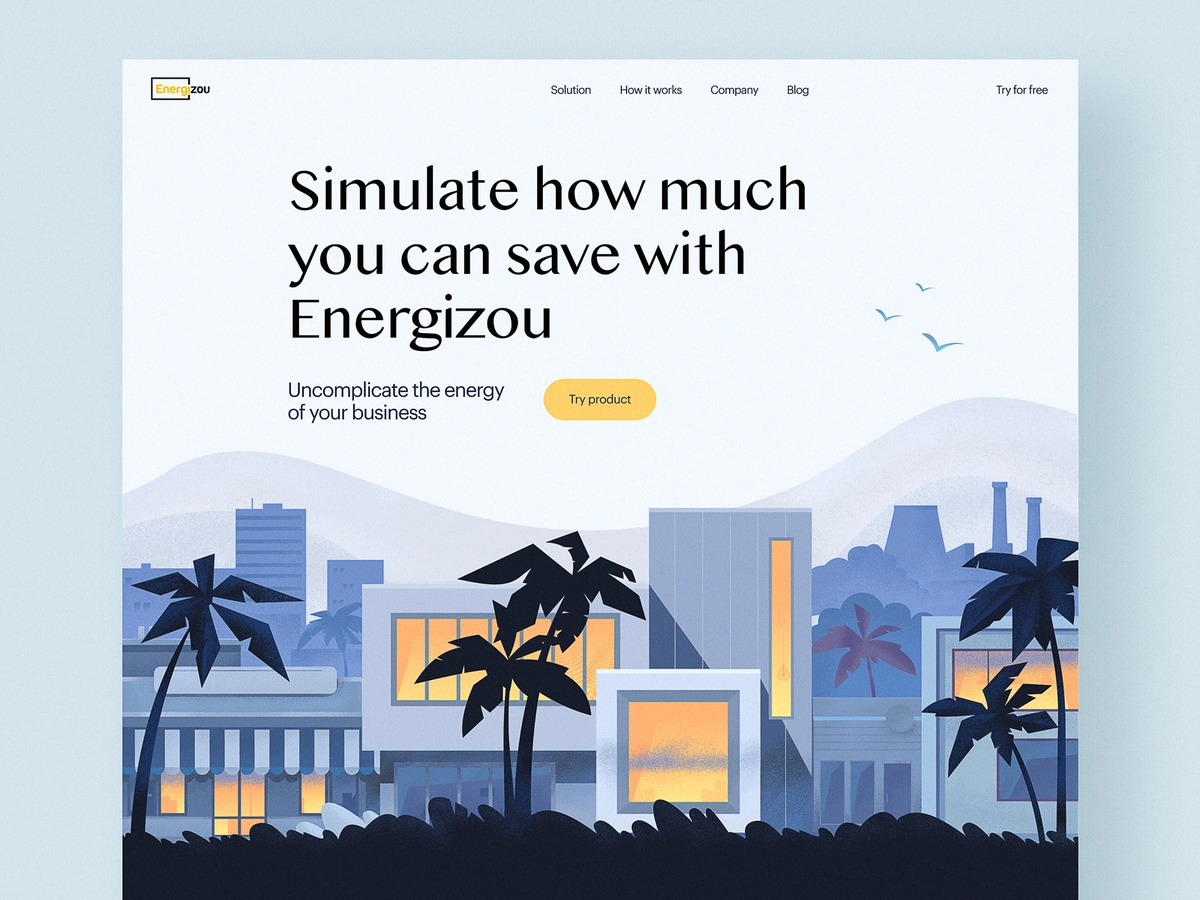 Energizou
Solution How it works Company Blog
Try for free
Simulate how much
you can save with
Energizou
Uncomplicate the energy
of your business
Try product